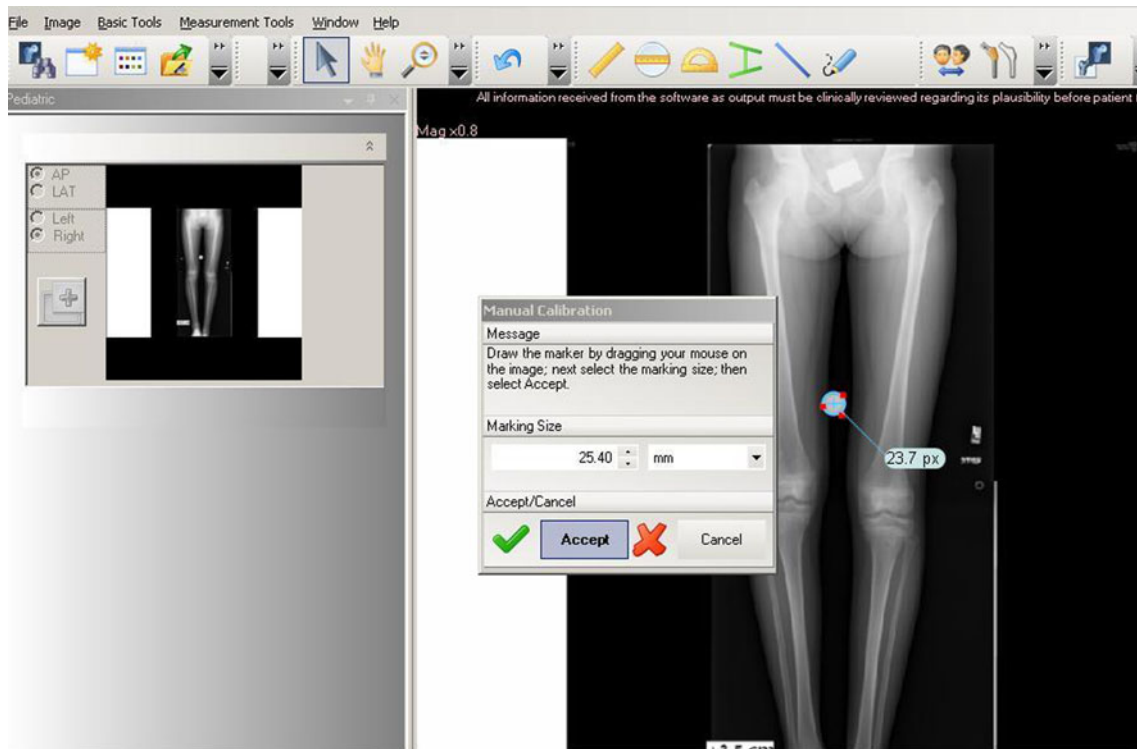 File Image Basic Tools Measurement Tools Window Help
Pediatric
All information received from the software as output must be clinically reviewed regarding its plausibility before patient
Mag x0.8
AP
LAT
Left
Right
Manual Calibration
Message
Draw the marker by dragging your mouse on
the image; next select the marking size; then
select Accept.
Marking Size
25.40 mm
23.7 px
Accept/Cancel
Accept Cancel